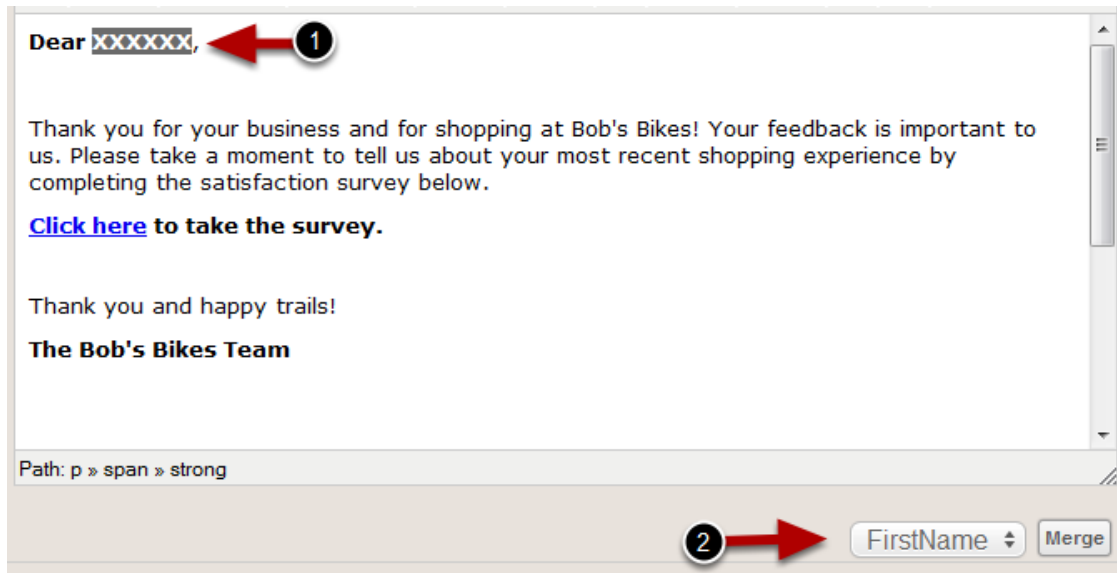 Dear XXXXXX,
1
Thank you for your business and for shopping at Bob's Bikes! Your feedback is important to
us. Please take a moment to tell us about your most recent shopping experience by
completing the satisfaction survey below.
Click here to take the survey.
Thank you and happy trails!
The Bob's Bikes Team
Path: p » span » strong
2
FirstName
Merge